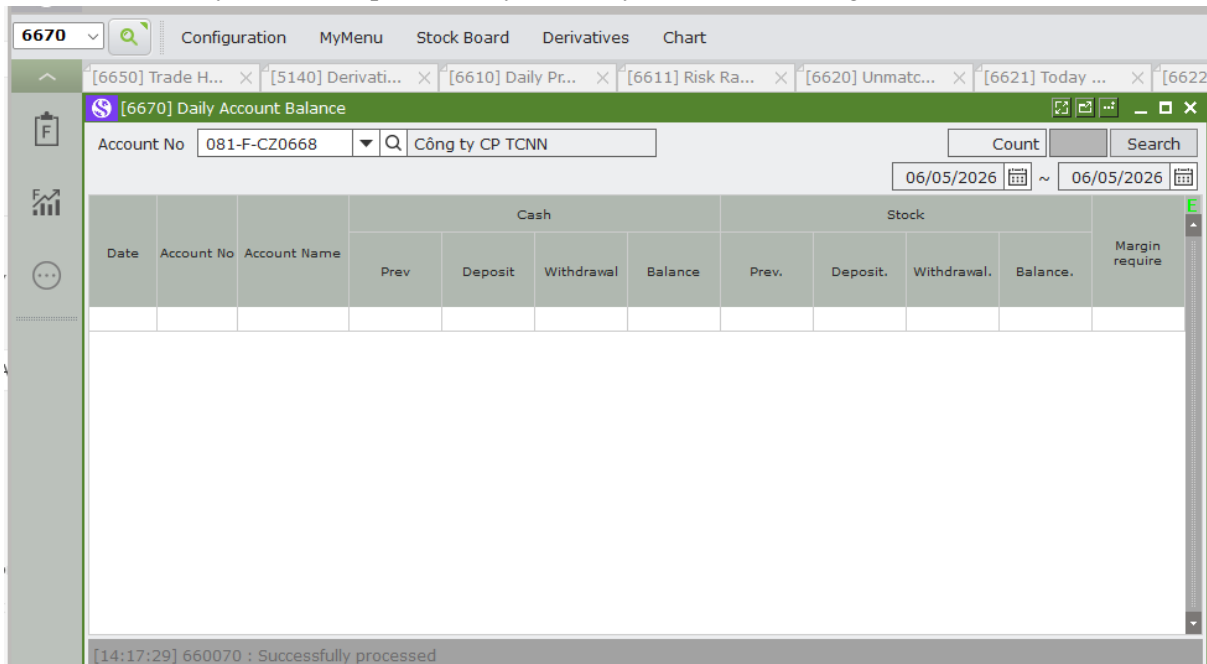 6670 Configuration MyMenu Stock Board Derivatives Chart
[6650] Trade H... [5140] Derivati... [6610] Daily Pr... [6611] Risk Ra... [6620] Unmatc... [6621] Today ... [6622
[6670] Daily Account Balance
Account No 081-F-CZ0668 Công ty CP TCNN Count Search
06/05/2026 ~ 06/05/2026
Cash Stock E
Date Account No Account Name Prev Deposit Withdrawal Balance Prev. Deposit. Withdrawal. Balance. Margin
require
[14:17:29] 660070 : Successfully processed